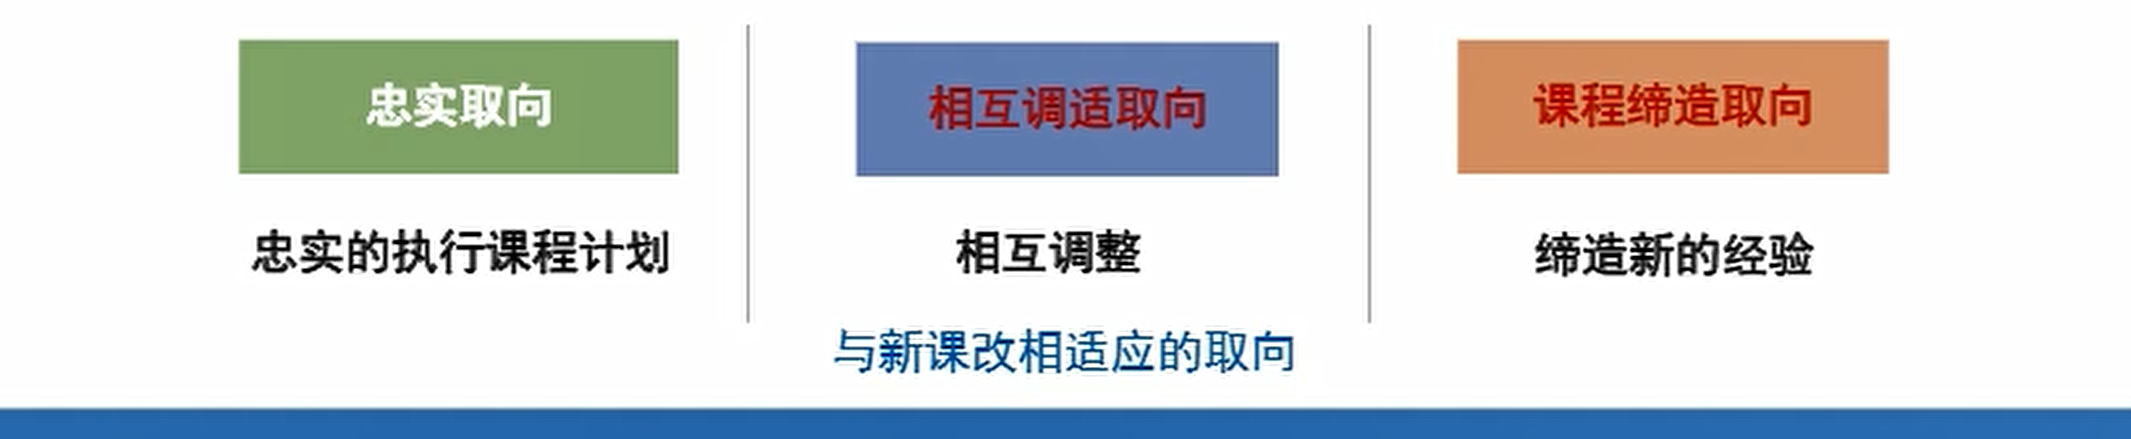 忠实取向
相互调适取向
课程缔造取向
忠实的执行课程计划
相互调整
缔造新的经验
与新课改相适应的取向